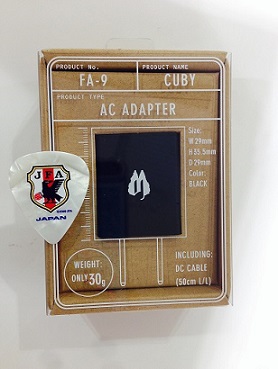 PRODUCT No.
FA-9
PRODUCT NAME
CUBY
PRODUCT TYPE
AC ADAPTER
Size:
W 29mm
H 35.5mm
D 29mm
Color:
BLACK
JFA
JAPAN
WEIGHT:
ONLY 30g
INCLUDING:
DC CABLE
(50cm L/L)